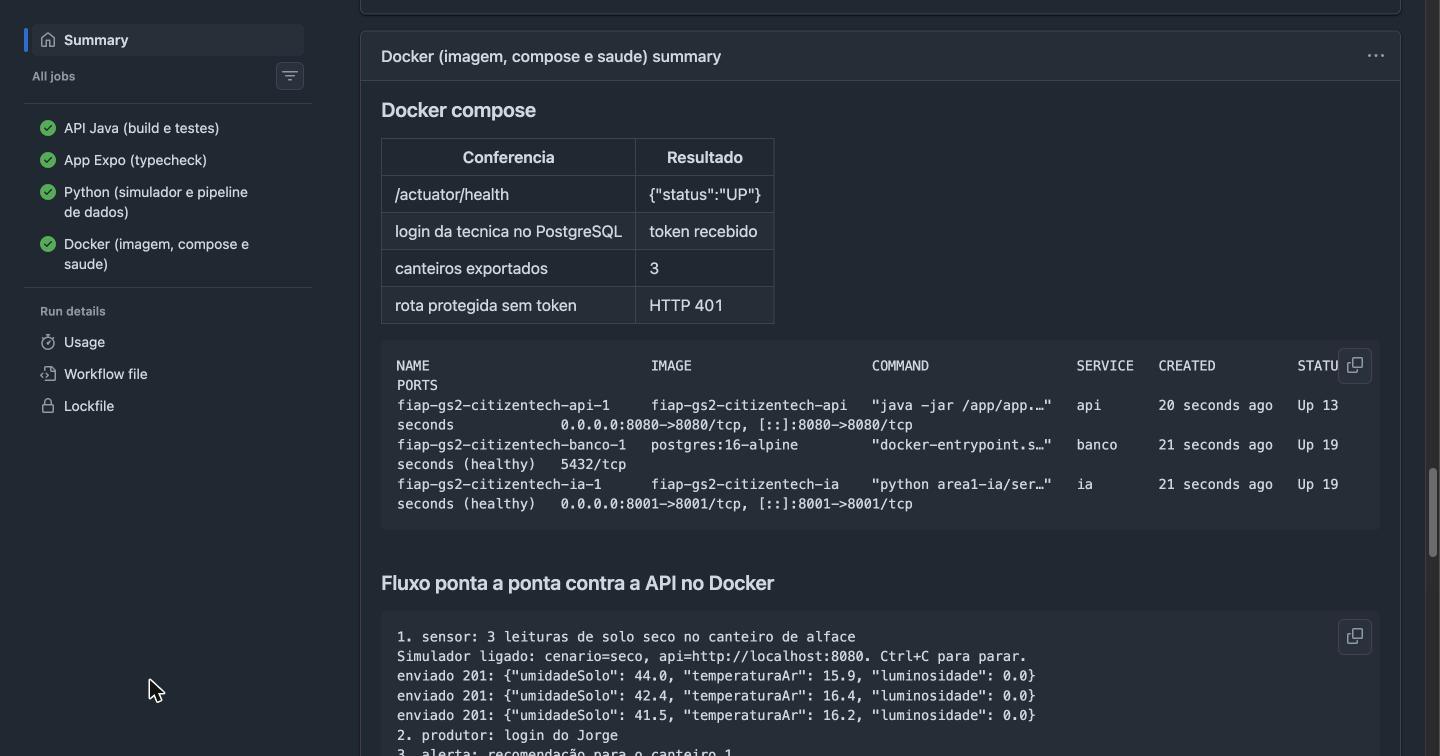 Summary
All jobs
API Java (build e testes)
App Expo (typecheck)
Python (simulador e pipeline
de dados)
Docker (imagem, compose e
saude)
Run details
Usage
Workflow file
Lockfile
Docker (imagem, compose e saude) summary
Docker compose
Conferencia Resultado
/actuator/health {"status":"UP"}
login da tecnica no PostgreSQL token recebido
canteiros exportados 3
rota protegida sem token HTTP 401
NAME IMAGE COMMAND SERVICE CREATED STATU
PORTS
fiap-gs2-citizentech-api-1 fiap-gs2-citizentech-api "java -jar /app/app.…" api 20 seconds ago Up 13
seconds 0.0.0.0:8080->8080/tcp, [::]:8080->8080/tcp
fiap-gs2-citizentech-banco-1 postgres:16-alpine "docker-entrypoint.s…" banco 21 seconds ago Up 19
seconds (healthy) 5432/tcp
fiap-gs2-citizentech-ia-1 fiap-gs2-citizentech-ia "python area1-ia/ser…" ia 21 seconds ago Up 19
seconds (healthy) 0.0.0.0:8001->8001/tcp, [::]:8001->8001/tcp
Fluxo ponta a ponta contra a API no Docker
1. sensor: 3 leituras de solo seco no canteiro de alface
Simulador ligado: cenario=seco, api=http://localhost:8080. Ctrl+C para parar.
enviado 201: {"umidadeSolo": 44.0, "temperaturaAr": 15.9, "luminosidade": 0.0}
enviado 201: {"umidadeSolo": 42.4, "temperaturaAr": 16.4, "luminosidade": 0.0}
enviado 201: {"umidadeSolo": 41.5, "temperaturaAr": 16.2, "luminosidade": 0.0}
2. produtor: login do Jorge
3. alerta: recomendação para o canteiro 1